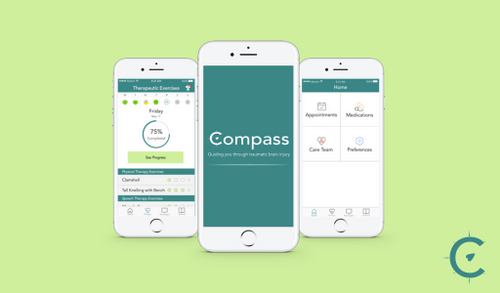 Therapeutic Exercises
Friday
75%
Completed
See Progress
Physical Therapy Exercises
Clamshell
Tall Kneeling with Bench
Speech Therapy Exercises
Compass
Guiding you through traumatic brain injury
Home
Appointments
Medications
Care Team
Preferences